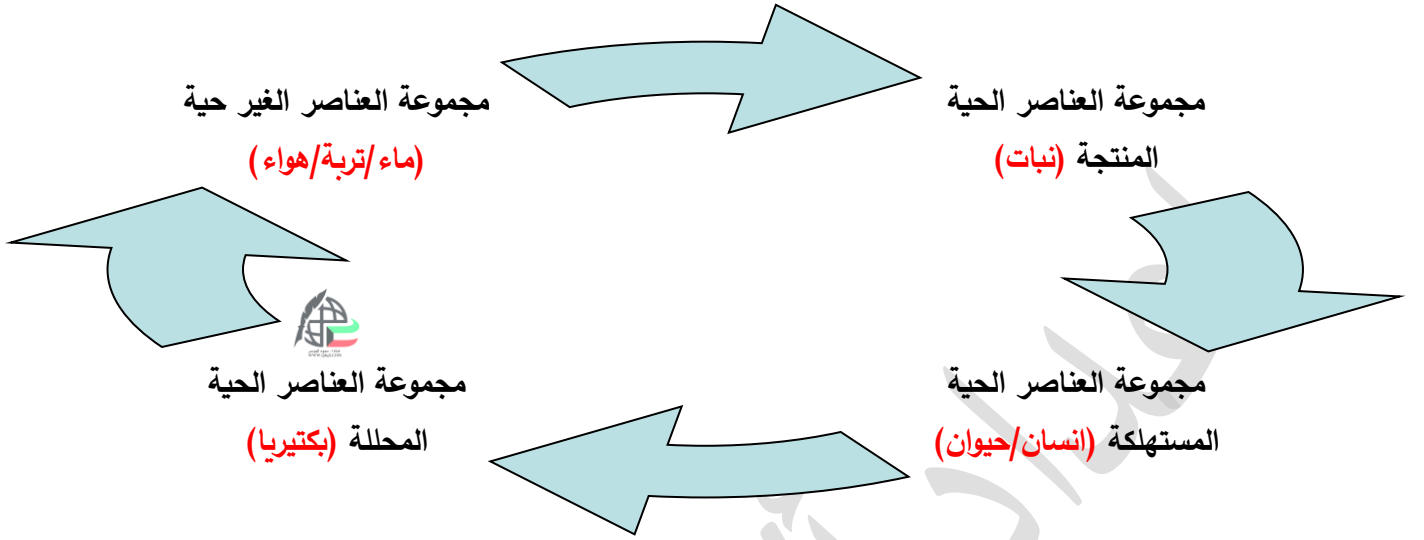 مجموعة العناصر الحية
المنتجة (نبات)
مجموعة العناصر الغير حية
(ماء/تربة/هواء)
مجموعة العناصر الحية
المستهلكة (انسان/حيوان)
مجموعة العناصر الحية
المحللة (بكتيريا)